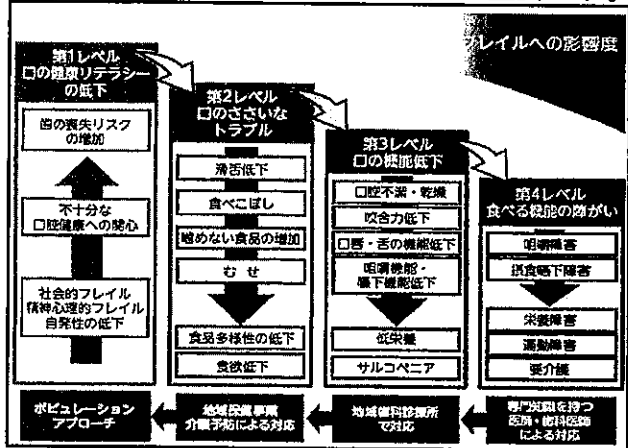 フレイルへの影響度
第1レベル
口の健康リテラシー
の低下
歯の喪失リスク
の増加
不十分な
口腔健康への関心
社会的フレイル
精神心理的フレイル
自発性の低下
ポピュレーション
アプローチ
第2レベル
口のささいな
トラブル
滑舌低下
食べこぼし
噛めない食品の増加
むせ
食品多様性の低下
食欲低下
地域保健事業
介護予防による対応
第3レベル
口の機能低下
口腔不潔・乾燥
咬合力低下
口唇・舌の機能低下
咀嚼機能・
嚥下機能低下
低栄養
サルコペニア
地域歯科診療所
で対応
第4レベル
食べる機能の障がい
咀嚼障害
摂食嚥下障害
栄養障害
運動障害
要介護
専門知識を持つ
医師・歯科医師
による対応